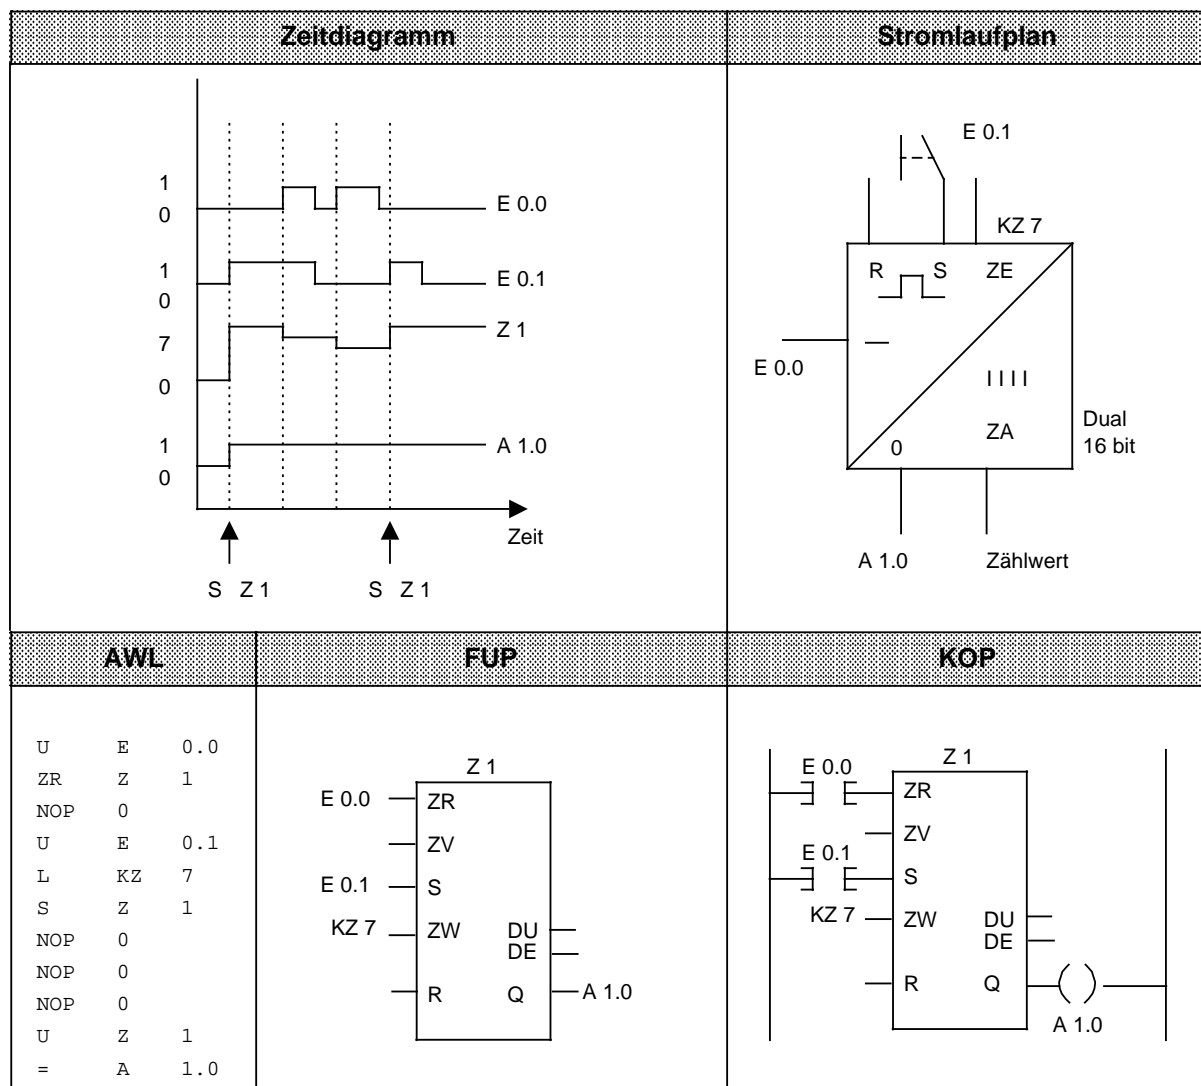 Zeitdiagramm
Stromlaufplan
1
0
E 0.0
1
0
E 0.1
7
0
Z 1
1
0
A 1.0
Zeit
S Z 1
S Z 1
E 0.1
KZ 7
R S ZE
E 0.0
I I I I
ZA
0
Dual
16 bit
A 1.0
Zählwert
AWL
FUP
KOP
U E 0.0
ZR Z 1
NOP 0
U E 0.1
L KZ 7
S Z 1
NOP 0
NOP 0
NOP 0
U Z 1
= A 1.0
Z 1
E 0.0 ZR
ZV
E 0.1 S
KZ 7 ZW DU
DE
R Q A 1.0
Z 1
E 0.0
ZR
ZV
E 0.1
S
KZ 7 ZW DU
DE
R Q
A 1.0